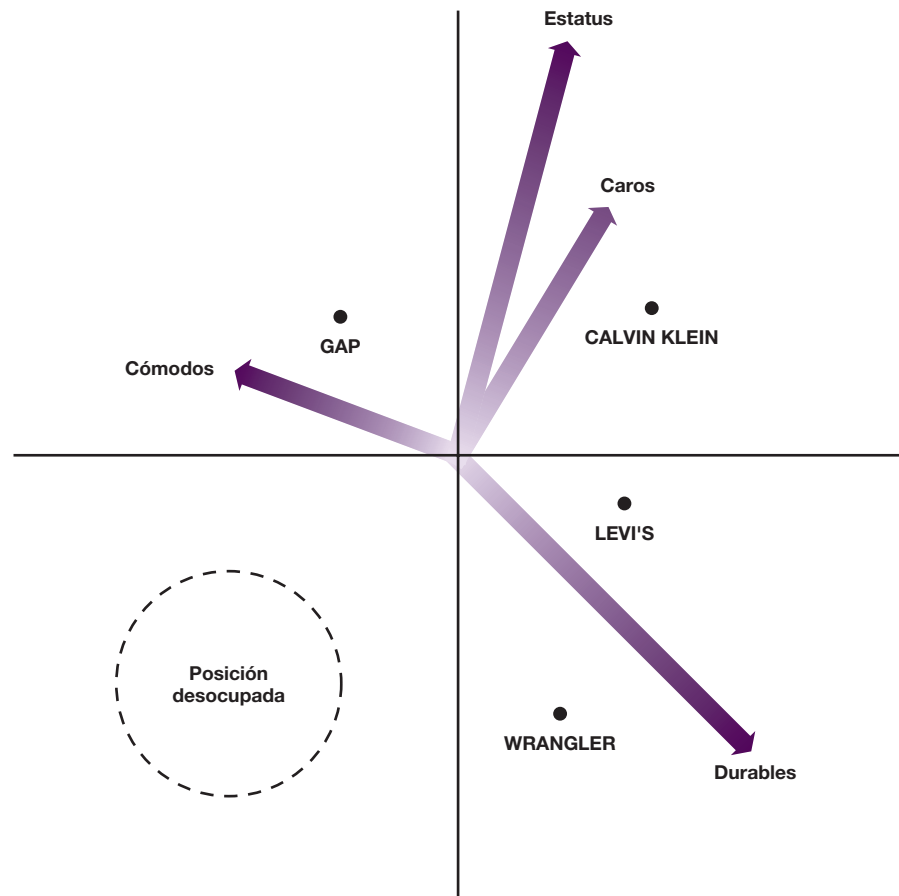 Estatus
Caros
GAP
CALVIN KLEIN
Cómodos
LEVI'S
Posición
desocupada
WRANGLER
Durables